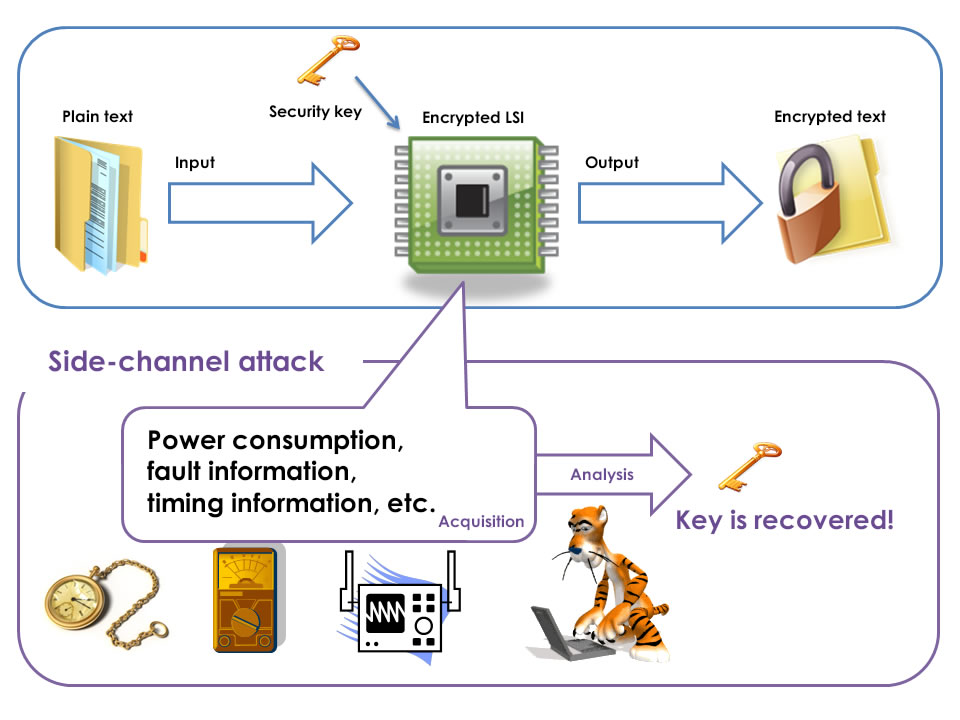 Security key
Plain text
Encrypted LSI
Encrypted text
Input
Output
Side-channel attack
Power consumption,
fault information,
timing information, etc.
Acquisition
Analysis
Key is recovered!